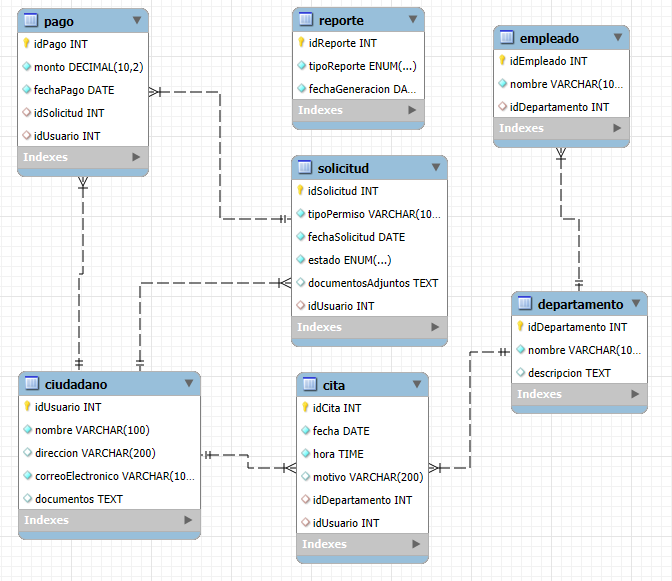 pago
idPago INT
monto DECIMAL(10,2)
fechaPago DATE
idSolicitud INT
idUsuario INT
Indexes
reporte
idReporte INT
tipoReporte ENUM(...)
fechaGeneracion DA...
Indexes
empleado
idEmpleado INT
nombre VARCHAR(10...
idDepartamento INT
Indexes
solicitud
idSolicitud INT
tipoPermiso VARCHAR(10...
fechaSolicitud DATE
estado ENUM(...)
documentosAdjuntos TEXT
idUsuario INT
Indexes
departamento
idDepartamento INT
nombre VARCHAR(10...
descripcion TEXT
Indexes
ciudadano
idUsuario INT
nombre VARCHAR(100)
direccion VARCHAR(200)
correoElectronico VARCHAR(10...
documentos TEXT
Indexes
cita
idCita INT
fecha DATE
hora TIME
motivo VARCHAR(200)
idDepartamento INT
idUsuario INT
Indexes